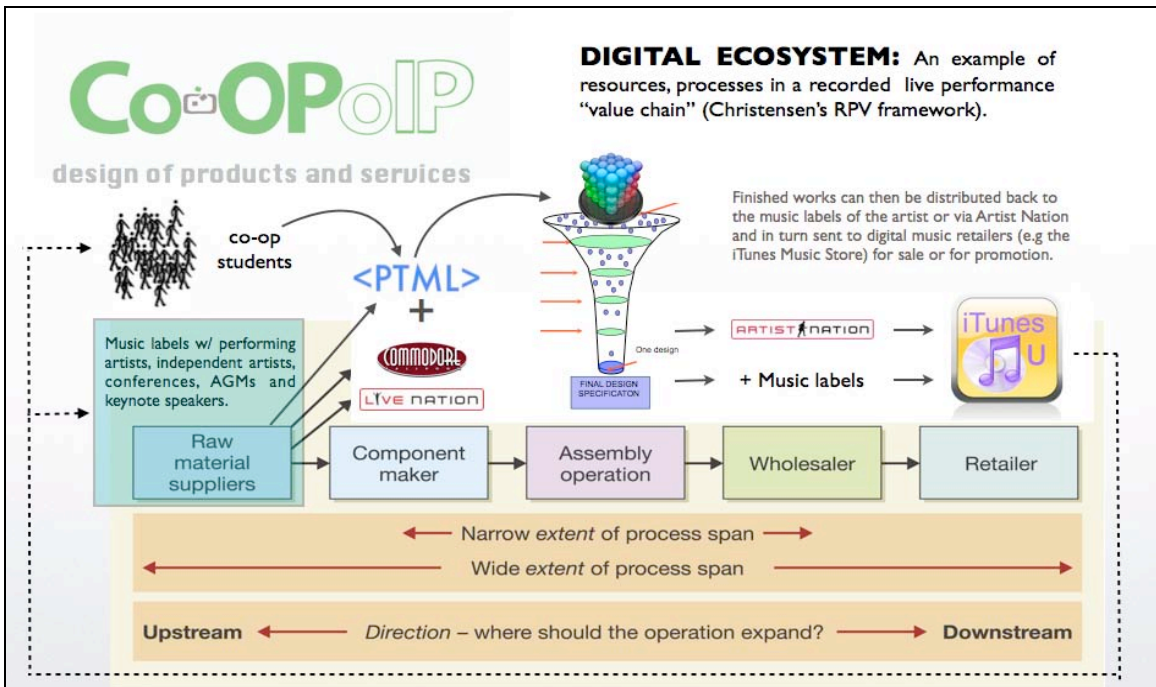 Co-OPoIP
design of products and services
DIGITAL ECOSYSTEM: An example of
resources, processes in a recorded live performance
“value chain” (Christensen’s RPV framework).
co-op
students
<PTML>
+
Finished works can then be distributed back to
the music labels of the artist or via Artist Nation
and in turn sent to digital music retailers (e.g the
iTunes Music Store) for sale or for promotion.
Music labels w/ performing
artists, independent artists,
conferences, AGMs and
keynote speakers.
COMMODORE
LIVE NATION
One design
FINAL DESIGN
SPECIFICATON
ARTIST NATION
+ Music labels
iTunes
U
Raw
material
suppliers
Component
maker
Assembly
operation
Wholesaler
Retailer
Narrow extent of process span
Wide extent of process span
Upstream
Direction – where should the operation expand?
Downstream